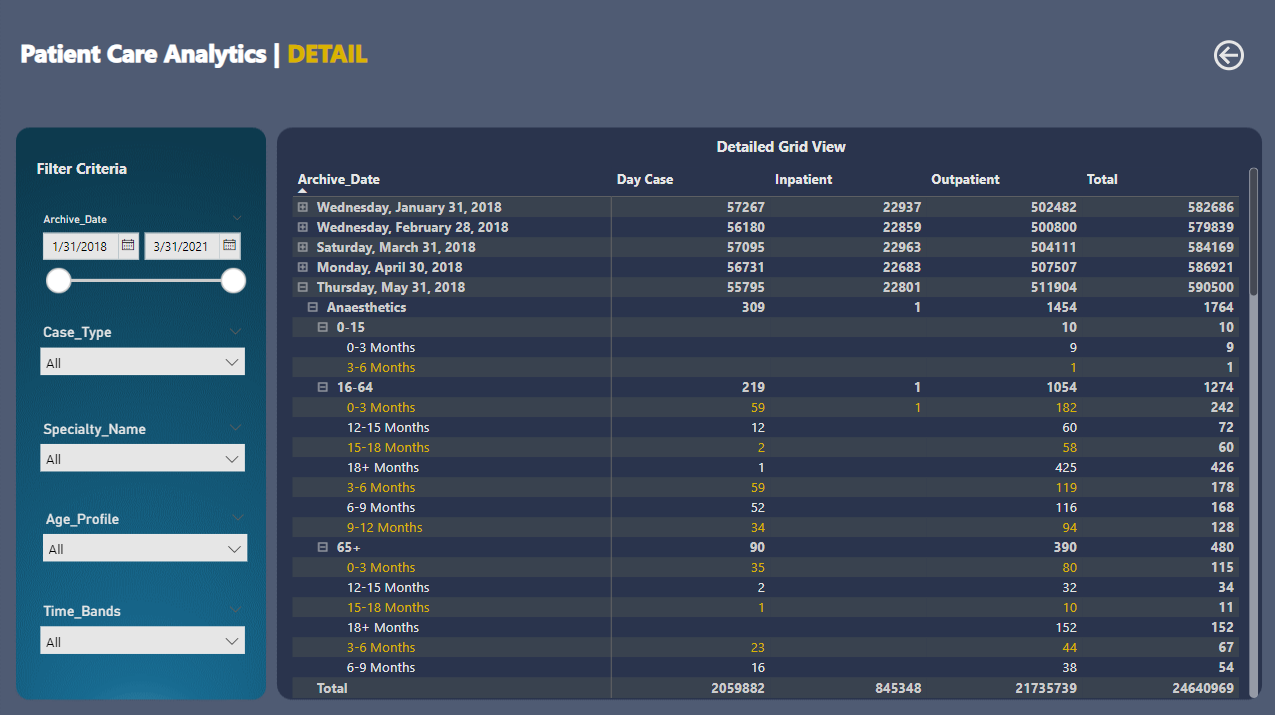 Patient Care Analytics | DETAIL
Filter Criteria
Archive_Date
1/31/2018 3/31/2021
Case_Type
All
Specialty_Name
All
Age_Profile
All
Time_Bands
All
Detailed Grid View
Archive_Date Day Case Inpatient Outpatient Total
Wednesday, January 31, 2018 57267 22937 502482 582686
Wednesday, February 28, 2018 56180 22859 500800 579839
Saturday, March 31, 2018 57095 22963 504111 584169
Monday, April 30, 2018 56731 22683 507507 586921
Thursday, May 31, 2018 55795 22801 511904 590500
Anaesthetics 309 1 1454 1764
0-15 10 10
0-3 Months 9 9
3-6 Months 1 1
16-64 219 1 1054 1274
0-3 Months 59 1 182 242
12-15 Months 12 60 72
15-18 Months 2 58 60
18+ Months 1 425 426
3-6 Months 59 119 178
6-9 Months 52 116 168
9-12 Months 34 94 128
65+ 90 390 480
0-3 Months 35 80 115
12-15 Months 2 32 34
15-18 Months 1 10 11
18+ Months 152 152
3-6 Months 23 44 67
6-9 Months 16 38 54
Total 2059882 845348 21735739 24640969